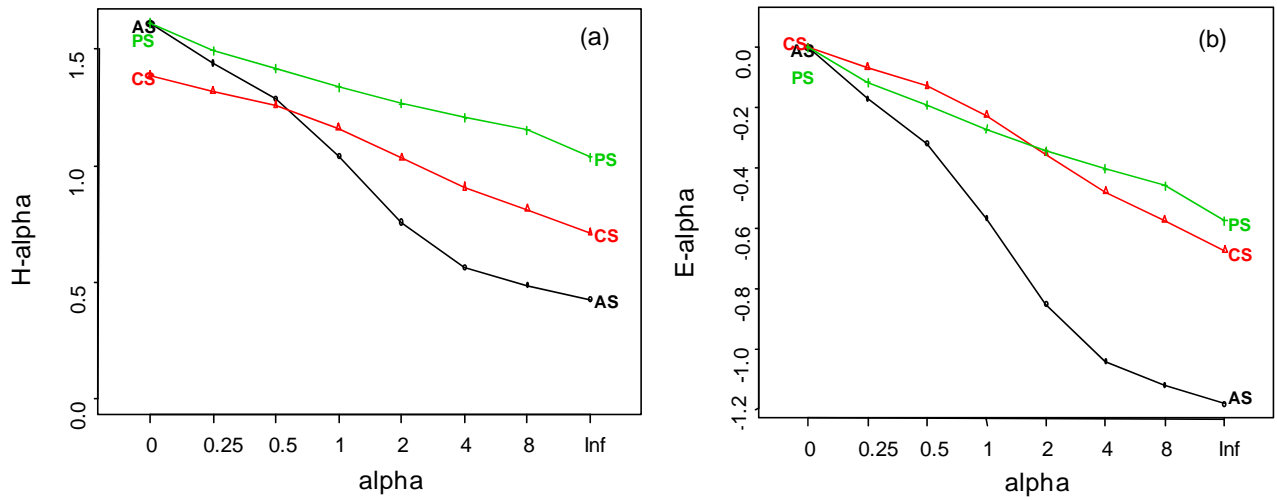 (a)
H-alpha
1.5
1.0
0.5
0.0
AS
PS
CS
PS
CS
AS
0 0.25 0.5 1 2 4 8 Inf
alpha
(b)
E-alpha
0.0
-0.2
-0.4
-0.6
-0.8
-1.0
-1.2
CS
AS
PS
PS
CS
AS
0 0.25 0.5 1 2 4 8 Inf
alpha